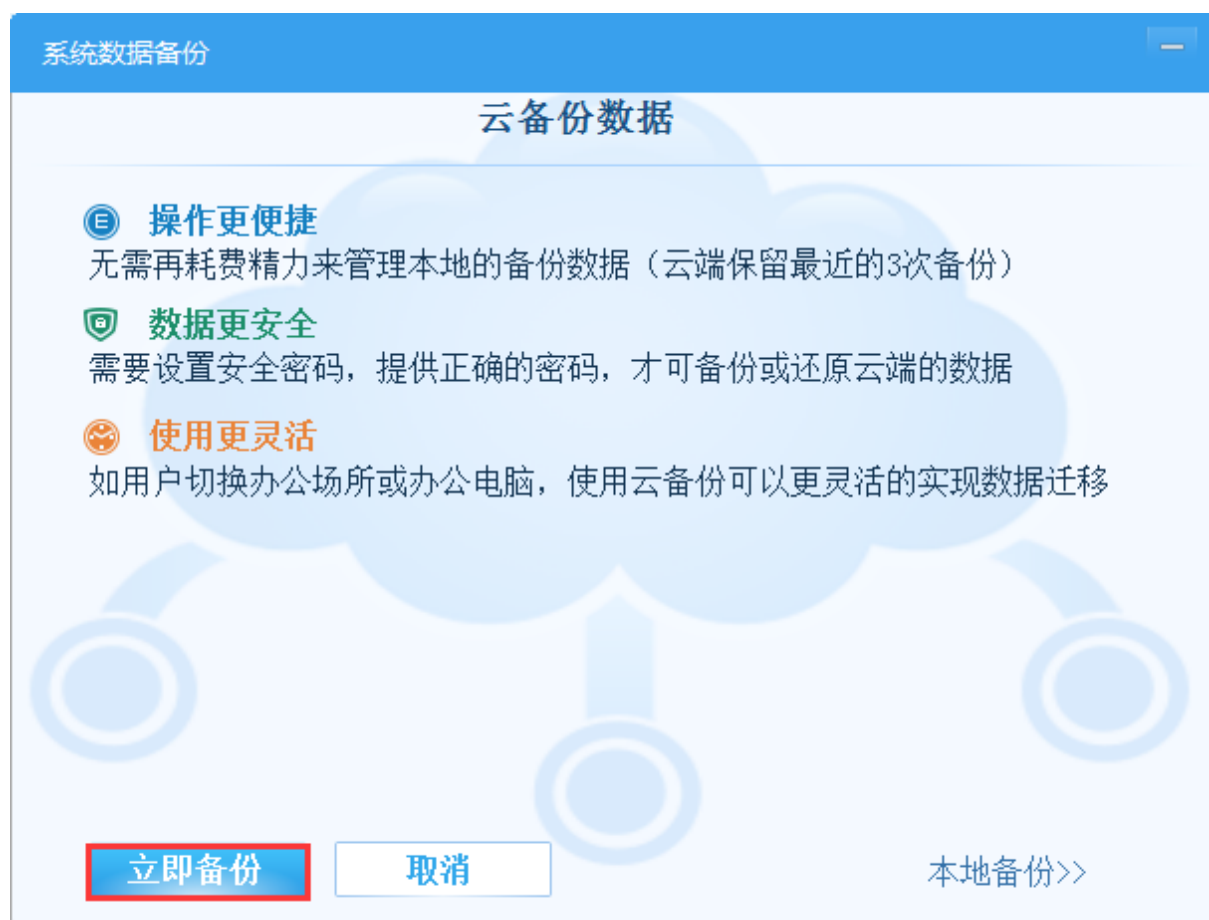 系统数据备份
云备份数据
E 操作更便捷
无需再耗费精力来管理本地的备份数据（云端保留最近的3次备份）
数据更安全
需要设置安全密码，提供正确的密码，才可备份或还原云端的数据
使用更灵活
如用户切换办公场所或办公电脑，使用云备份可以更灵活的实现数据迁移
立即备份 取消 本地备份>>